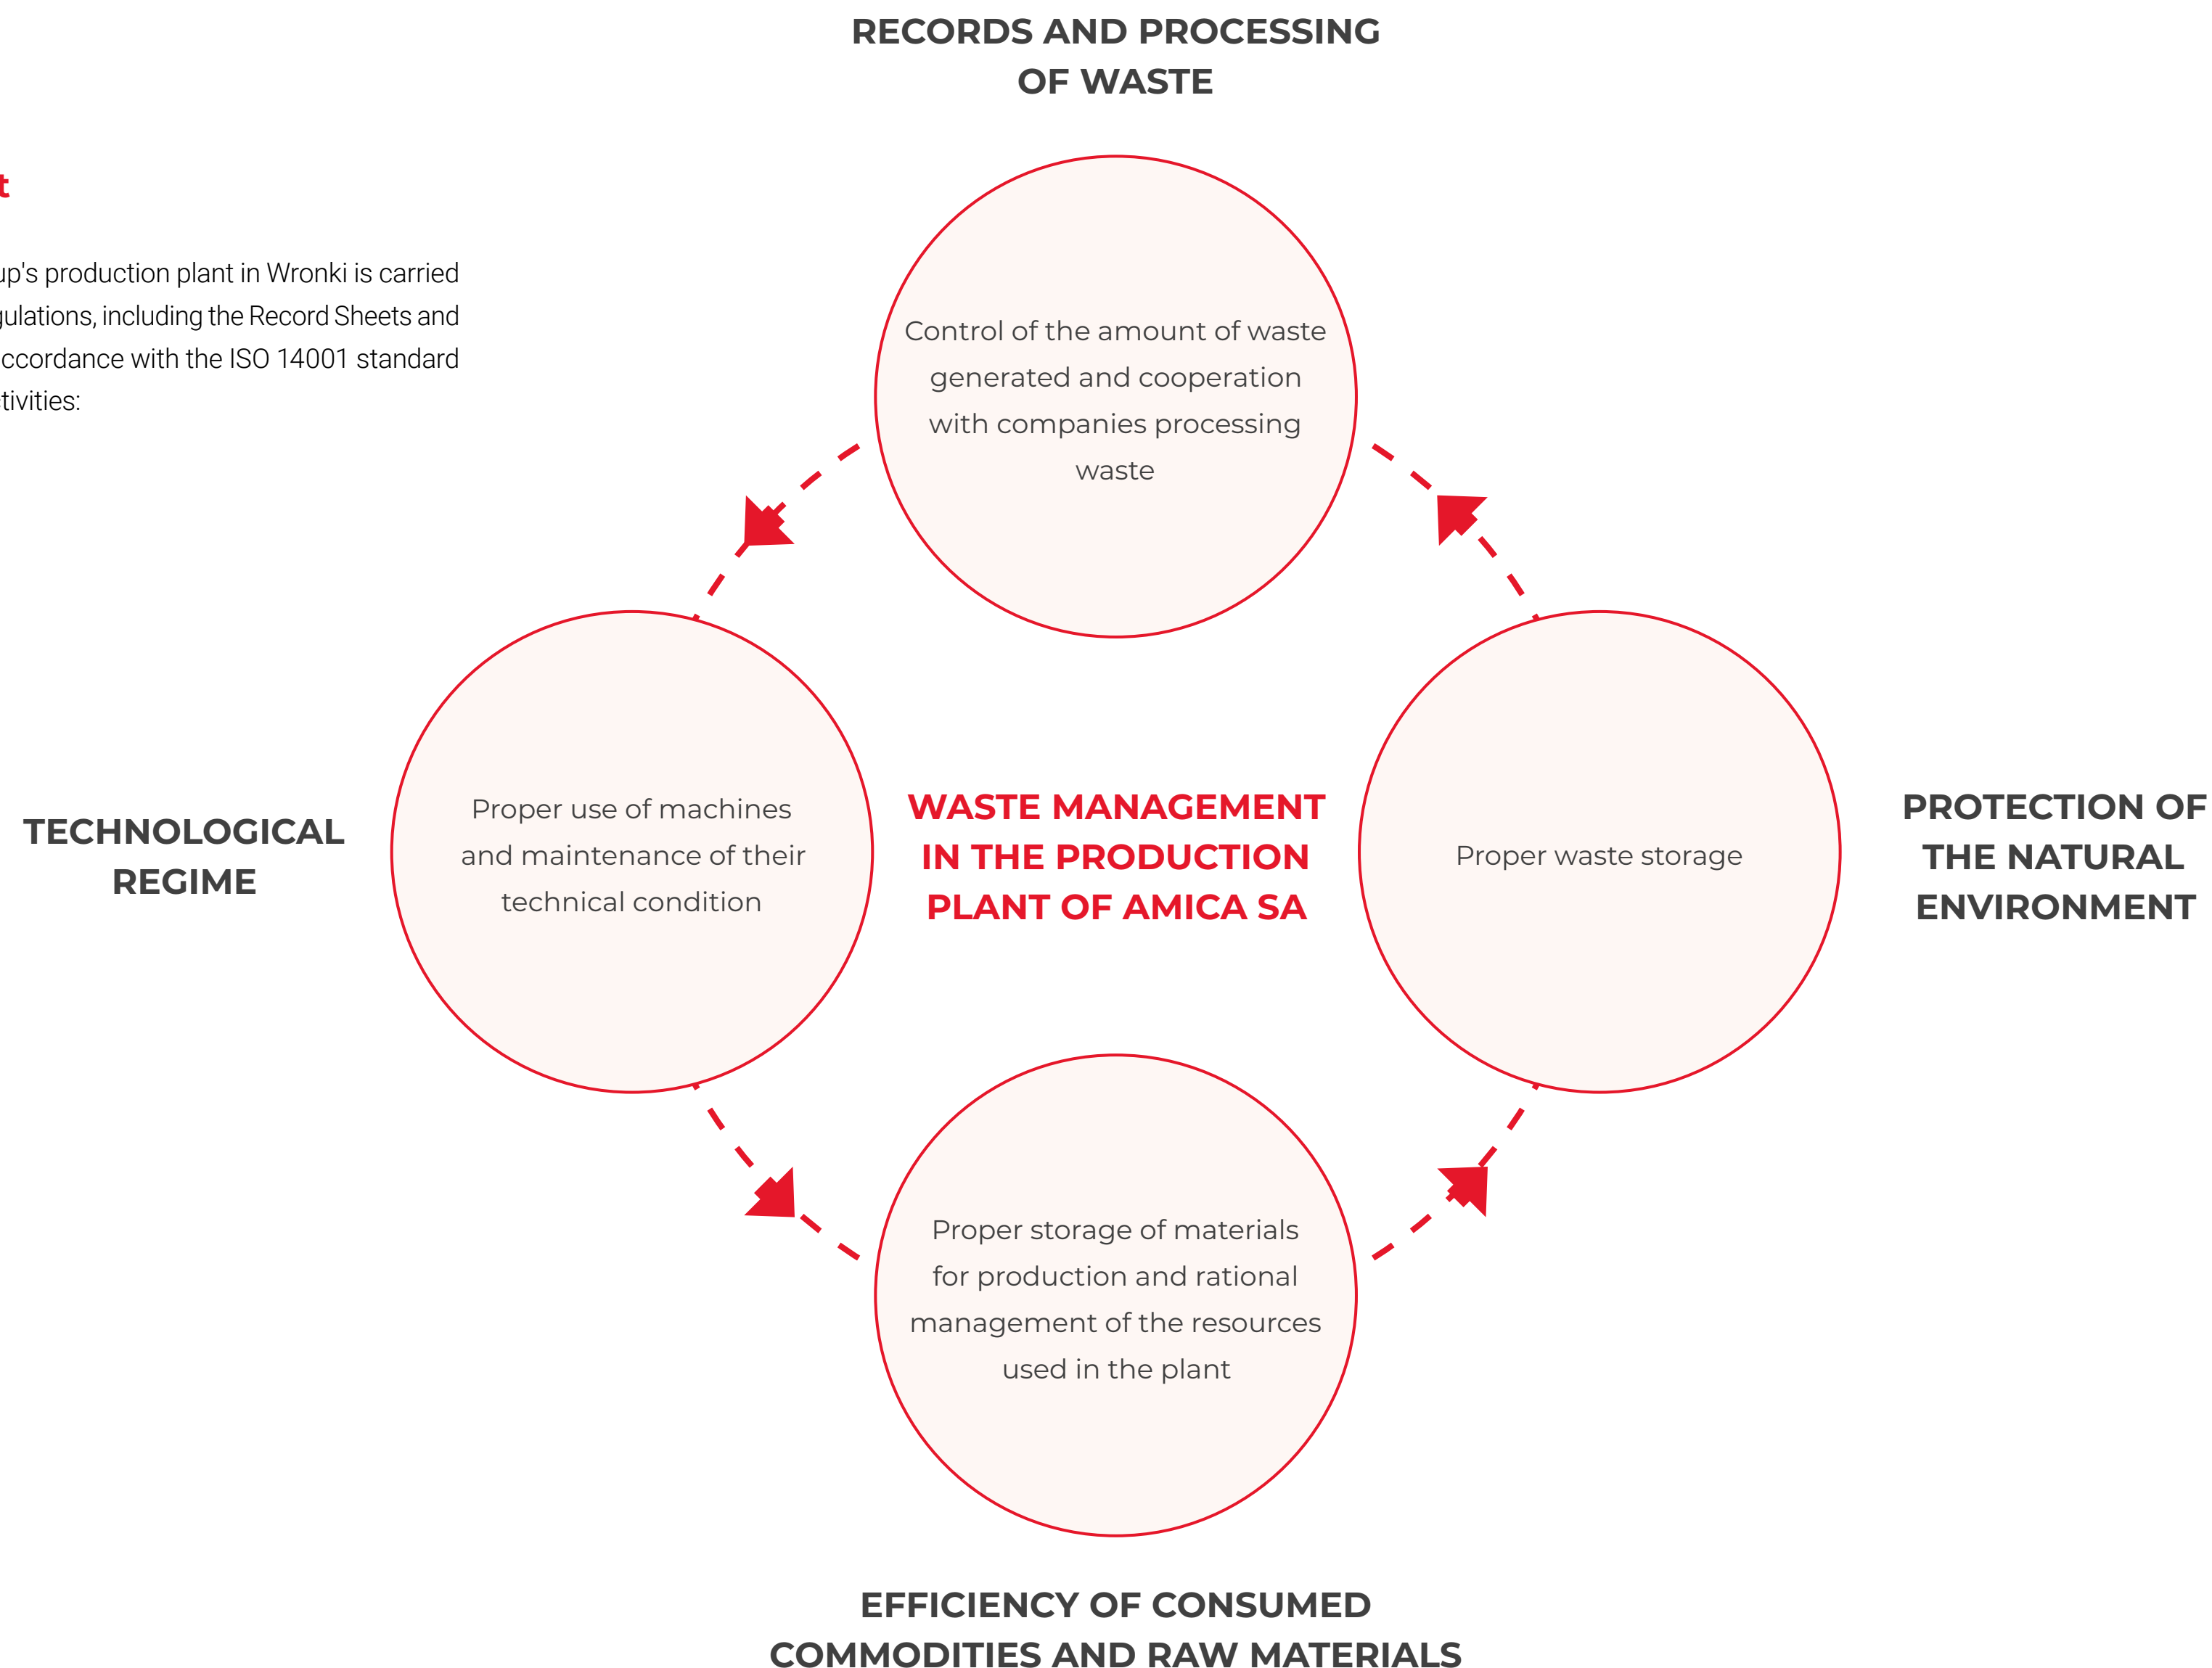 RECORDS AND PROCESSING
OF WASTE
production plant in Wronki is carried
including the Record Sheets and
with the ISO 14001 standard
Control of the amount of waste
generated and cooperation
with companies processing
waste
TECHNOLOGICAL
REGIME
Proper use of machines
and maintenance of their
technical condition
WASTE MANAGEMENT
IN THE PRODUCTION
PLANT OF AMICA SA
Proper waste storage
PROTECTION OF
THE NATURAL
ENVIRONMENT
Proper storage of materials
for production and rational
management of the resources
used in the plant
EFFICIENCY OF CONSUMED
COMMODITIES AND RAW MATERIALS